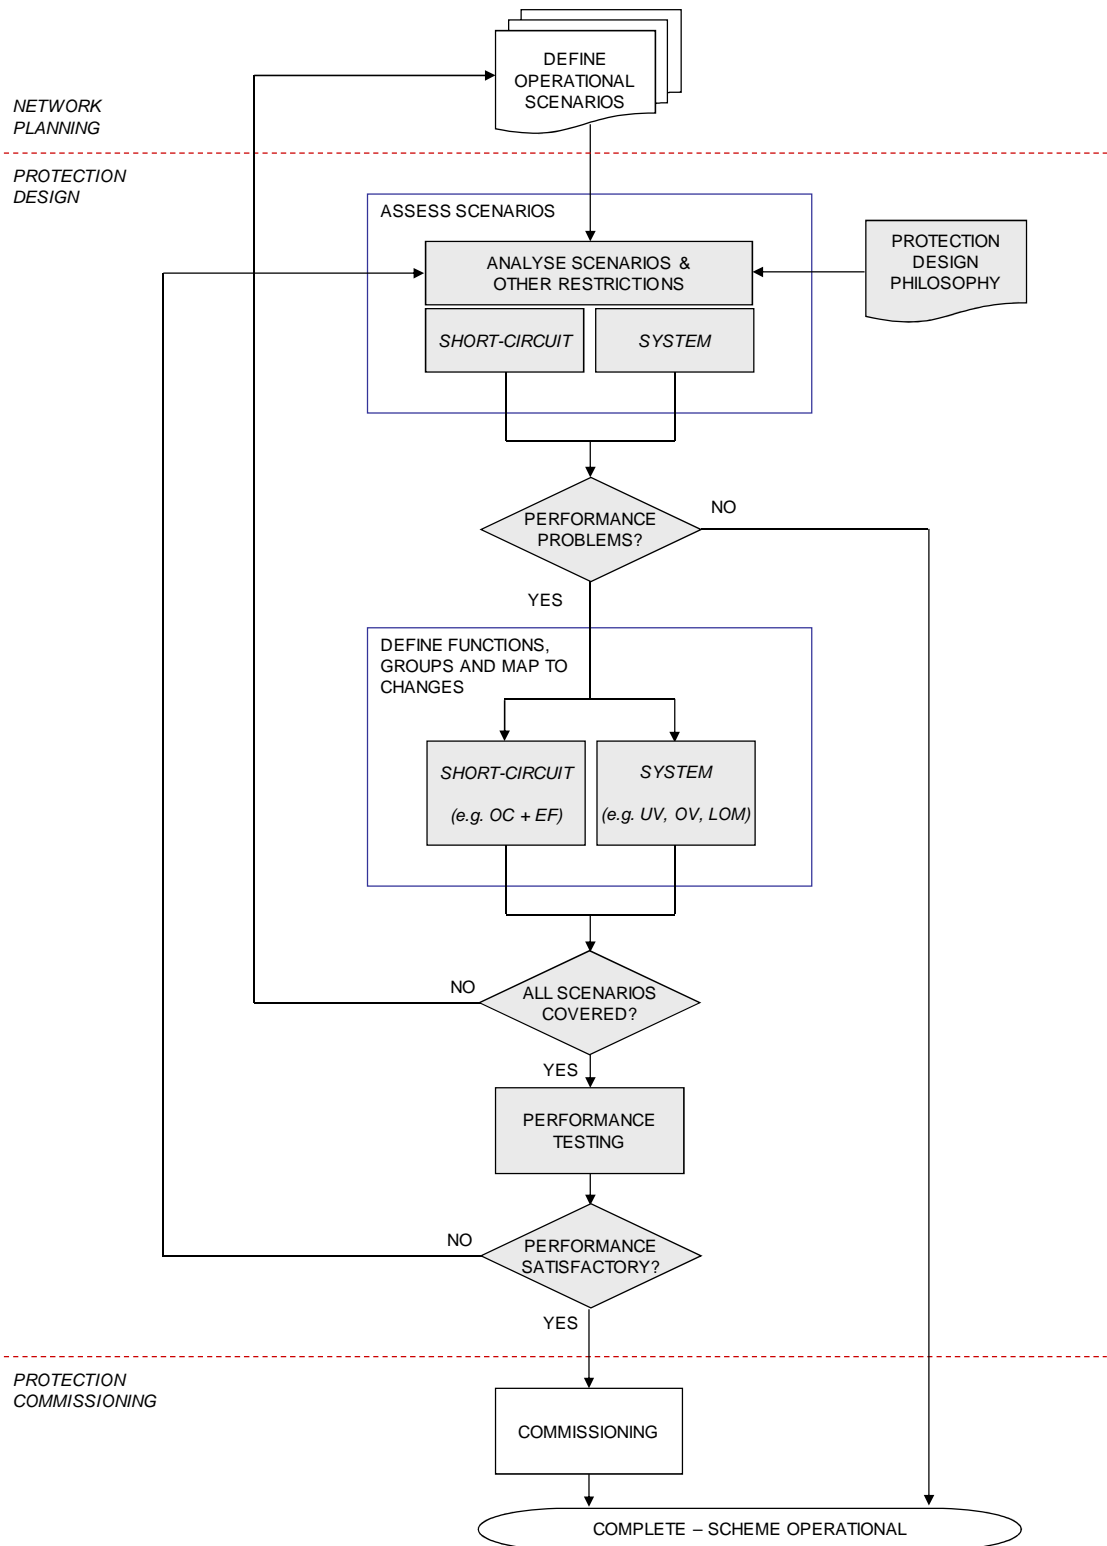 DEFINE
OPERATIONAL
SCENARIOS
NETWORK
PLANNING
PROTECTION
DESIGN
ASSESS SCENARIOS
ANALYSE SCENARIOS &
OTHER RESTRICTIONS
PROTECTION
DESIGN
PHILOSOPHY
SHORT-CIRCUIT
SYSTEM
PERFORMANCE
PROBLEMS?
NO
YES
DEFINE FUNCTIONS,
GROUPS AND MAP TO
CHANGES
SHORT-CIRCUIT
(e.g. OC + EF)
SYSTEM
(e.g. UV, OV, LOM)
NO
ALL SCENARIOS
COVERED?
YES
PERFORMANCE
TESTING
NO
PERFORMANCE
SATISFACTORY?
YES
PROTECTION
COMMISSIONING
COMMISSIONING
COMPLETE – SCHEME OPERATIONAL